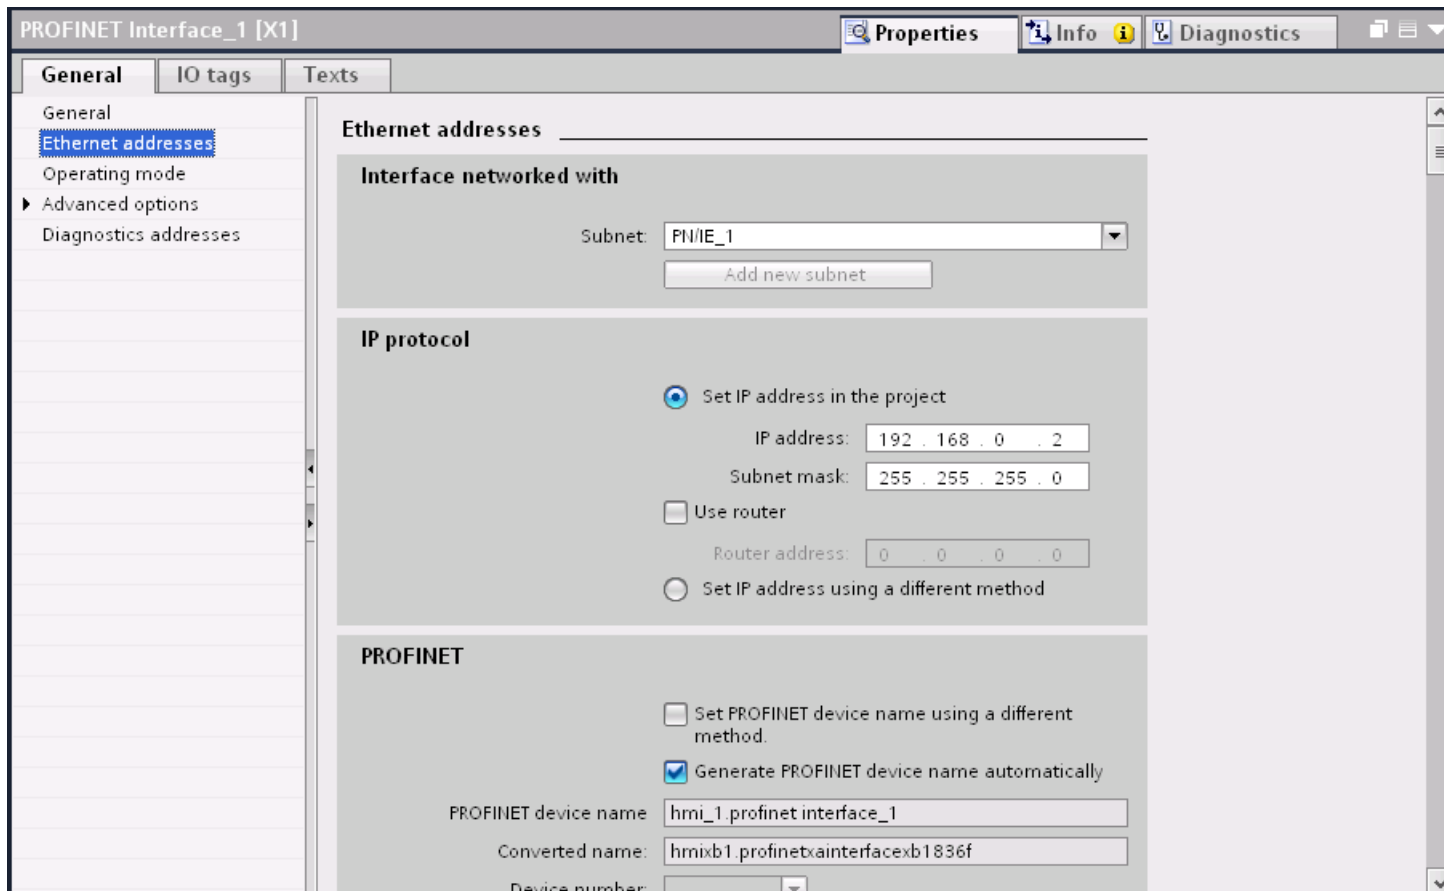 PROFINET Interface_1 [X1]
Properties
Info
Diagnostics
General
IO tags
Texts
General
Ethernet addresses
Operating mode
Advanced options
Diagnostics addresses
Ethernet addresses
Interface networked with
Subnet: PN/IE_1
Add new subnet
IP protocol
Set IP address in the project
IP address: 192 . 168 . 0 . 2
Subnet mask: 255 . 255 . 255 . 0
Use router
Router address: 0 . 0 . 0 . 0
Set IP address using a different method
PROFINET
Set PROFINET device name using a different
method.
Generate PROFINET device name automatically
PROFINET device name hmi_1.profinet interface_1
Converted name: hmixb1.profinetxainterfacexb1836f
Device number: